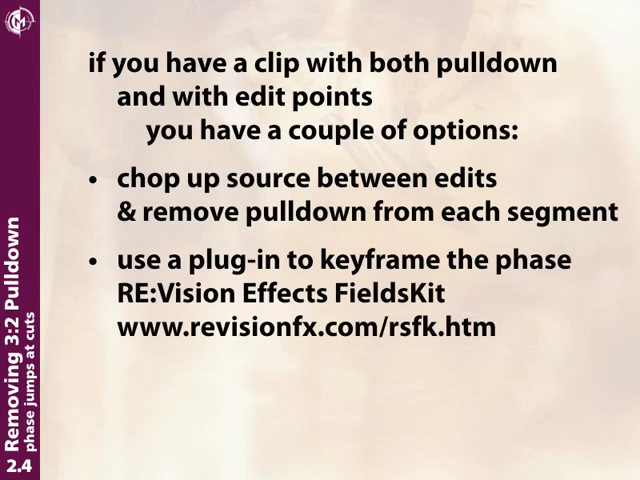 if you have a clip with both pulldown
and with edit points
you have a couple of options:
• chop up source between edits
& remove pulldown from each segment
• use a plug-in to keyframe the phase
RE:Vision Effects FieldsKit
www.revisionfx.com/rsfk.htm
2.4 Removing 3:2 Pulldown
phase jumps at cuts